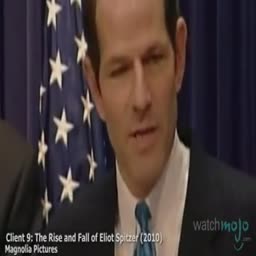 watchmojo
.com
Client 9: The Rise and Fall of Eliot Spitzer (2010)
Magnolia Pictures